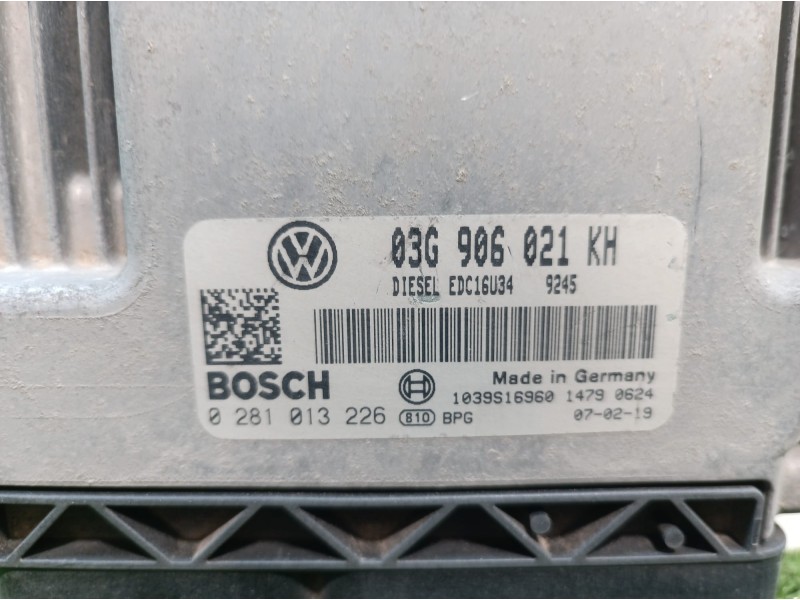 03G 906 021 KH
DIESEL EDC16U34 9245
BOSCH
Made in Germany
1039S16960 1479 0624
0 281 013 226 810 BPG
07-02-19